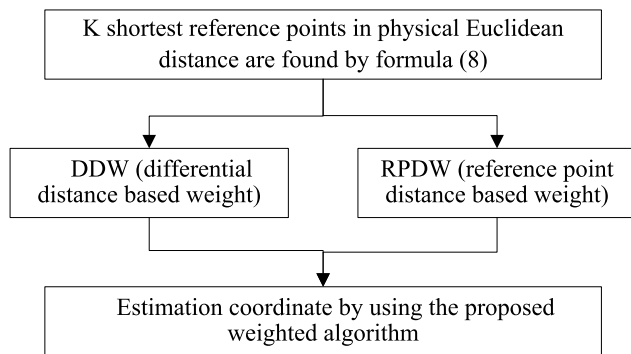 K shortest reference points in physical Euclidean
distance are found by formula (8)
DDW (differential
distance based weight)
RPDW (reference point
distance based weight)
Estimation coordinate by using the proposed
weighted algorithm